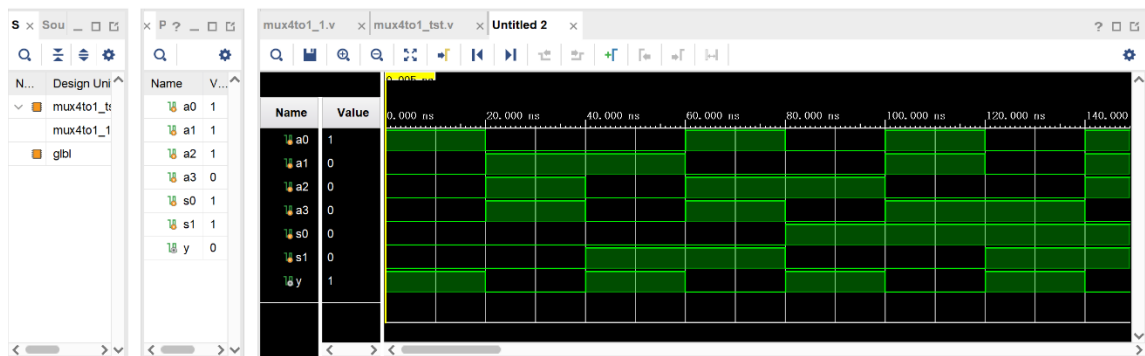 S
Sou
P
mux4to1_1.v
mux4to1_tst.v
Untitled 2
N...
Design Uni
mux4to1_ts
mux4to1_1
glbl
Name
V...
a0 1
a1 1
a2 1
a3 0
s0 1
s1 1
y 0
Name
Value
0.000 ns
20.000 ns
40.000 ns
60.000 ns
80.000 ns
100.000 ns
120.000 ns
140.000
a0 1
a1 0
a2 0
a3 0
s0 0
s1 0
y 1